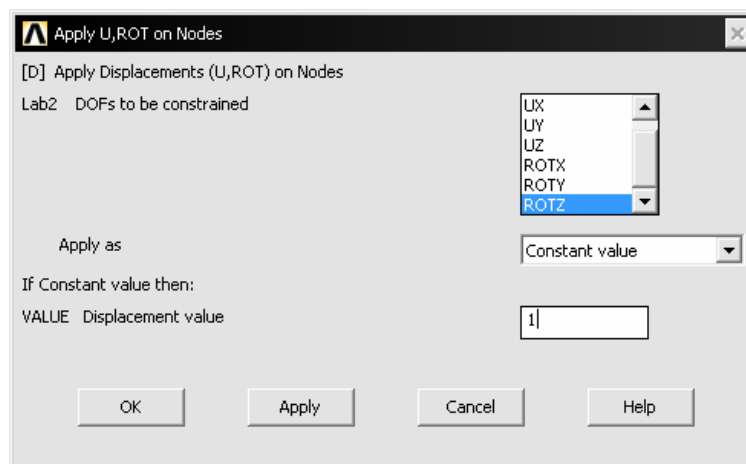 Apply U,ROT on Nodes
[D] Apply Displacements (U,ROT) on Nodes
Lab2 DOFs to be constrained
UX
UY
UZ
ROTX
ROTY
ROTZ
Apply as
Constant value
If Constant value then:
VALUE Displacement value
1
OK Apply Cancel Help